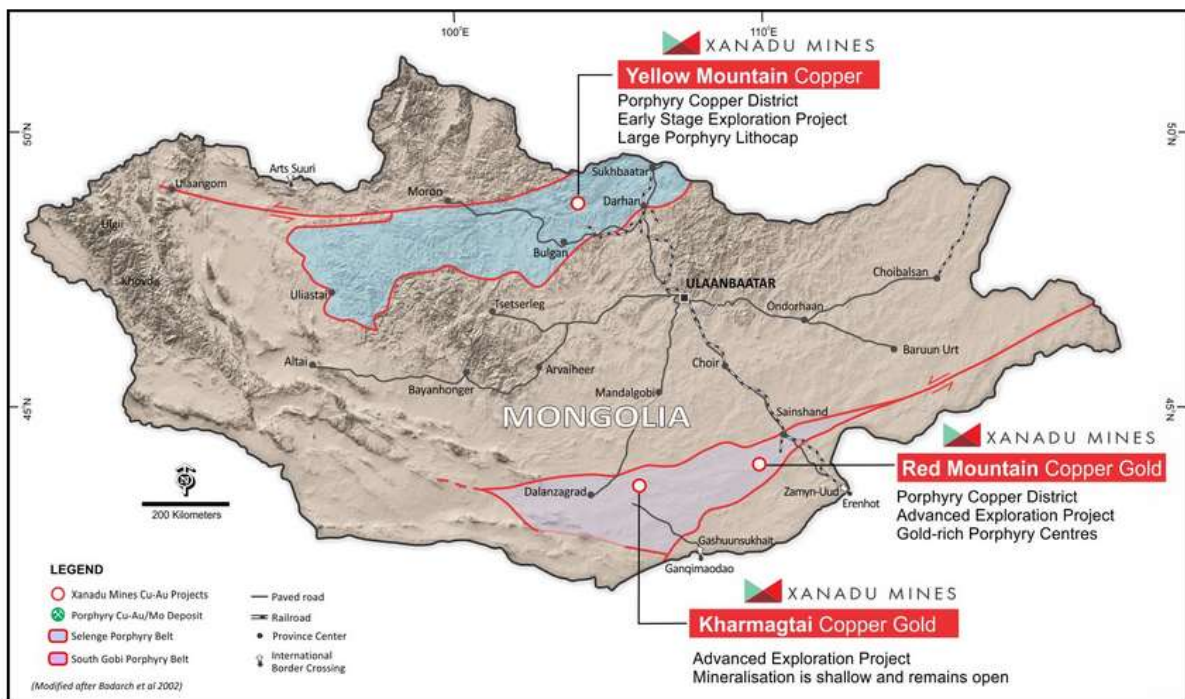 100°E
110°E
XANADU MINES
Yellow Mountain Copper
Porphyry Copper District
Early Stage Exploration Project
Large Porphyry Lithocap
50°N
50°N
Sukhbaatar
Arts Suuri
Ulaangom
Moron
Darhan
Ulgii
Bulgan
Khovda
Choibalsan
Uliastai
ULAANBAATAR
Tsetserleg
Ondorhaan
Baruun Urt
Altai
Arvaiheer
Choir
Bayanhonger
Mandalgobi
45°N
MONGOLIA
45°N
Sainshand
XANADU MINES
Red Mountain Copper Gold
Porphyry Copper District
Advanced Exploration Project
Gold-rich Porphyry Centres
Dalanzagrad
Zamyn-Uud
Erenhot
N
200 Kilometers
Gashuunsukhait
Ganqimaodao
XANADU MINES
Kharmagtai Copper Gold
Advanced Exploration Project
Mineralisation is shallow and remains open
LEGEND
Xanadu Mines Cu-Au Projects
Porphyry Cu-Au/Mo Deposit
Selenge Porphyry Belt
South Gobi Porphyry Belt
Paved road
Railroad
Province Center
International
Border Crossing
(Modified after Badarch et al 2002)